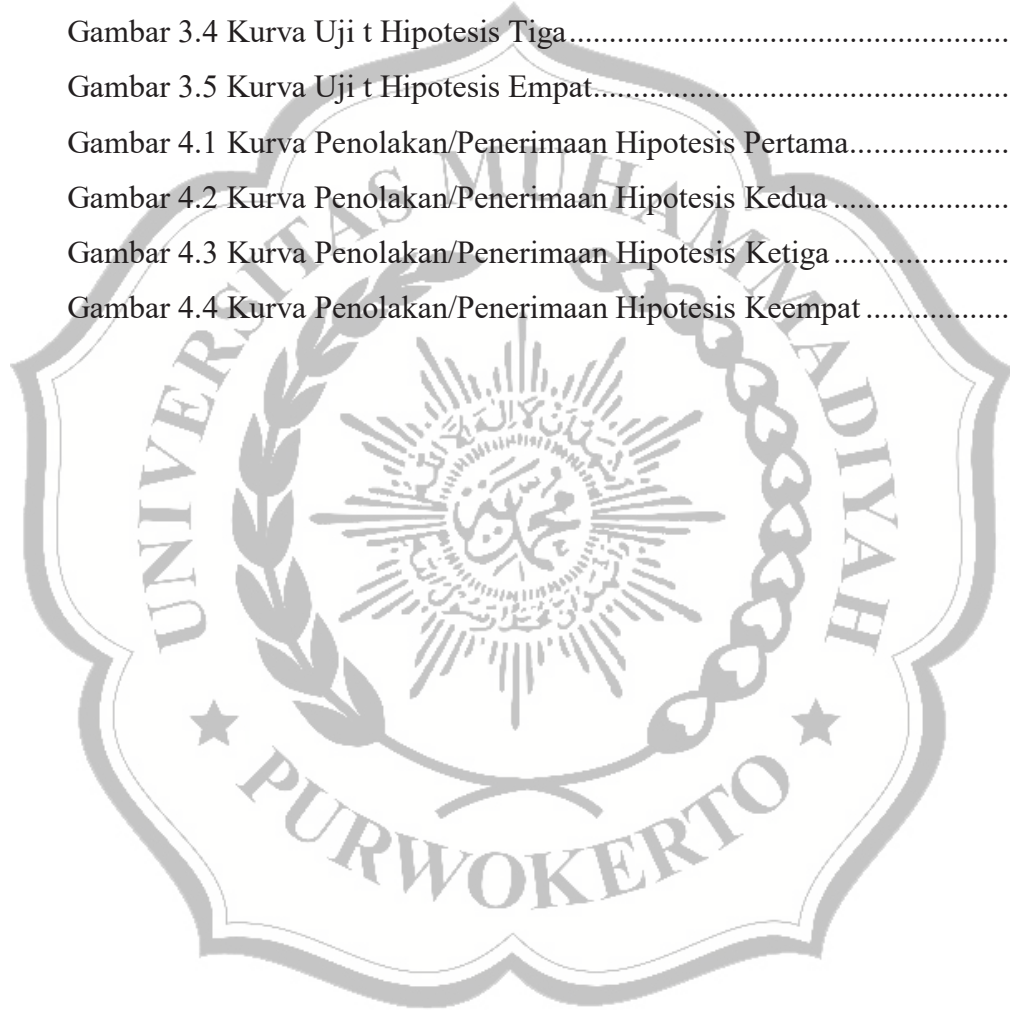 Gambar 3.4 Kurva Uji t Hipotesis Tiga......................................................
Gambar 3.5 Kurva Uji t Hipotesis Empat...................................................
Gambar 4.1 Kurva Penolakan/Penerimaan Hipotesis Pertama....................
Gambar 4.2 Kurva Penolakan/Penerimaan Hipotesis Kedua ......................
Gambar 4.3 Kurva Penolakan/Penerimaan Hipotesis Ketiga ......................
Gambar 4.4 Kurva Penolakan/Penerimaan Hipotesis Keempat ..................
UNIVERSITAS MUHAMMADIYAH
محمد
PURWOKERTO